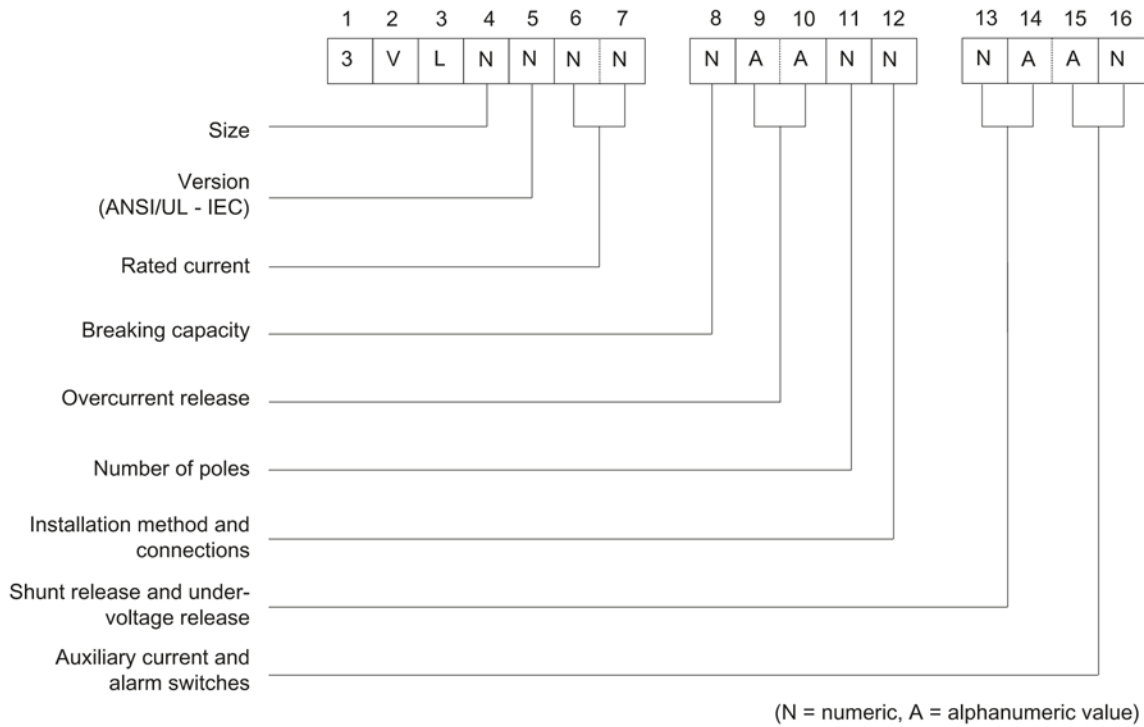 1 2 3 4 5 6 7 8 9 10 11 12 13 14 15 16
3 V L N N N N N A A N N N A A N
Size
Version
(ANSI/UL - IEC)
Rated current
Breaking capacity
Overcurrent release
Number of poles
Installation method and
connections
Shunt release and under-
voltage release
Auxiliary current and
alarm switches
(N = numeric, A = alphanumeric value)